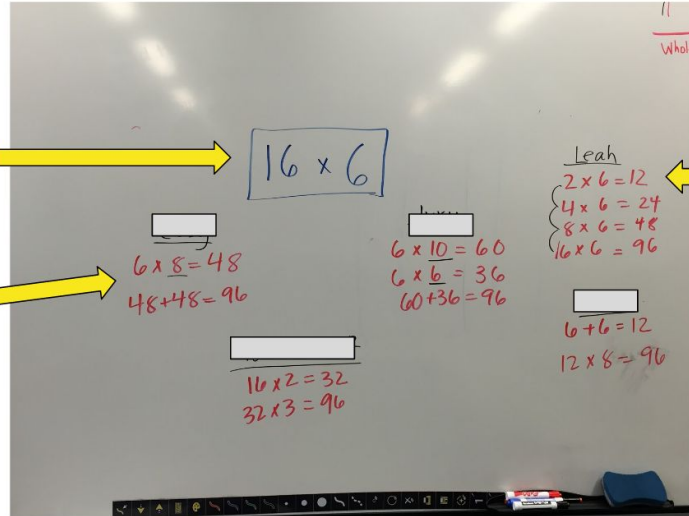 Whol
16 × 6
6 × 8 = 48
48+48=96
6 × 10 = 60
6 × 6 = 36
60+36=96
Leah
2 × 6 = 12
4 × 6 = 24
8 × 6 = 48
16 × 6 = 96
6+6=12
12 × 8 = 96
16 × 2 = 32
32 × 3 = 96